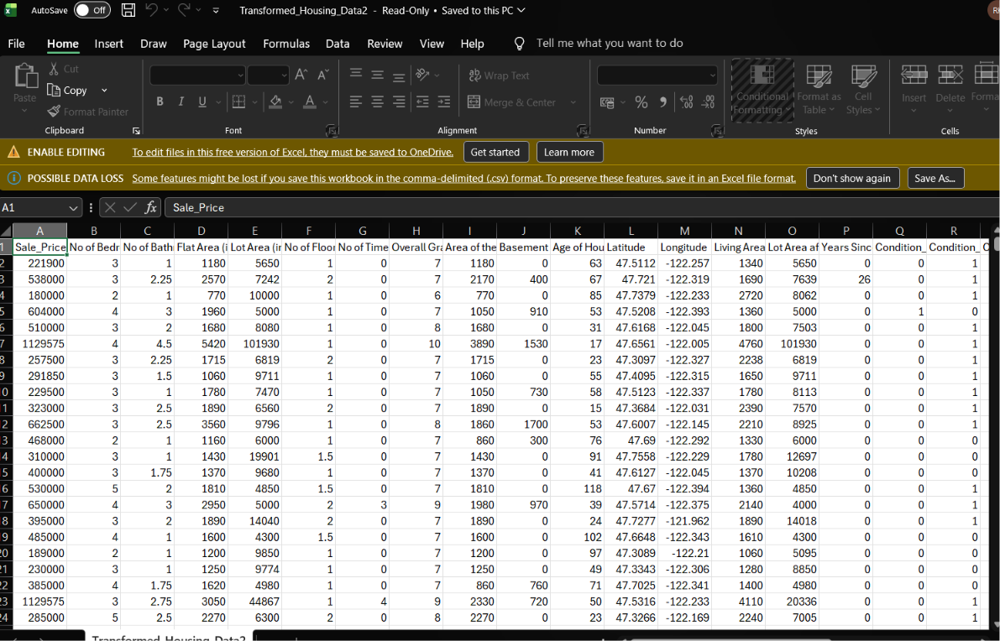 AutoSave Off Transformed_Housing_Data2 - Read-Only • Saved to this PC
File Home Insert Draw Page Layout Formulas Data Review View Help Tell me what you want to do
Paste Cut
Copy
Format Painter
Clipboard
B I U A
Font
ab Wrap Text
Merge & Center
Alignment
Number
Conditional Formatting
Format as Table
Cell Styles
Styles
Insert Delete Forma
Cells
ENABLE EDITING To edit files in this free version of Excel, they must be saved to OneDrive. Get started Learn more
POSSIBLE DATA LOSS Some features might be lost if you save this workbook in the comma-delimited (.csv) format. To preserve these features, save it in an Excel file format. Don't show again Save As...
A1 fx Sale_Price
A B C D E F G H I J K L M N O P Q R
1 Sale_Price No of Bedr No of Bath Flat Area (i Lot Area (ir No of Floor No of Time Overall Gra Area of the Basement Age of Hou Latitude Longitude Living Area Lot Area af Years Sinc Condition_ Condition_
2 221900 3 1 1180 5650 1 0 7 1180 0 63 47.5112 -122.257 1340 5650 0 0 1
3 538000 3 2.25 2570 7242 2 0 7 2170 400 67 47.721 -122.319 1690 7639 26 0 1
4 180000 2 1 770 10000 1 0 6 770 0 85 47.7379 -122.233 2720 8062 0 0 1
5 604000 4 3 1960 5000 1 0 7 1050 910 53 47.5208 -122.393 1360 5000 0 1 0
6 510000 3 2 1680 8080 1 0 8 1680 0 31 47.6168 -122.045 1800 7503 0 0 1
7 1129575 4 4.5 5420 101930 1 0 10 3890 1530 17 47.6561 -122.005 4760 101930 0 0 1
8 257500 3 2.25 1715 6819 2 0 7 1715 0 23 47.3097 -122.327 2238 6819 0 0 1
9 291850 3 1.5 1060 9711 1 0 7 1060 0 55 47.4095 -122.315 1650 9711 0 0 1
0 229500 3 1 1780 7470 1 0 7 1050 730 58 47.5123 -122.337 1780 8113 0 0 1
1 323000 3 2.5 1890 6560 2 0 7 1890 0 15 47.3684 -122.031 2390 7570 0 0 1
2 662500 3 2.5 3560 9796 1 0 8 1860 1700 53 47.6007 -122.145 2210 8925 0 0 1
3 468000 2 1 1160 6000 1 0 7 860 300 76 47.69 -122.292 1330 6000 0 0 0
4 310000 3 1 1430 19901 1.5 0 7 1430 0 91 47.7558 -122.229 1780 12697 0 0 0
5 400000 3 1.75 1370 9680 1 0 7 1370 0 41 47.6127 -122.045 1370 10208 0 0 0
6 530000 5 2 1810 4850 1.5 0 7 1810 0 118 47.67 -122.394 1360 4850 0 0 1
7 650000 4 3 2950 5000 2 3 9 1980 970 39 47.5714 -122.375 2140 4000 0 0 1
8 395000 3 2 1890 14040 2 0 7 1890 0 24 47.7277 -121.962 1890 14018 0 0 1
9 485000 4 1 1600 4300 1.5 0 7 1600 0 102 47.6648 -122.343 1610 4300 0 0 0
20 189000 2 1 1200 9850 1 0 7 1200 0 97 47.3089 -122.21 1060 5095 0 0 0
21 230000 3 1 1250 9774 1 0 7 1250 0 49 47.3343 -122.306 1280 8850 0 0 0
22 385000 4 1.75 1620 4980 1 0 7 860 760 71 47.7025 -122.341 1400 4980 0 0 0
23 1129575 3 2.75 3050 44867 1 4 9 2330 720 50 47.5316 -122.233 4110 20336 0 0 1
24 285000 5 2.5 2270 6300 2 0 8 2270 0 23 47.3266 -122.169 2240 7005 0 0 1
Transformed_Housing_Data2